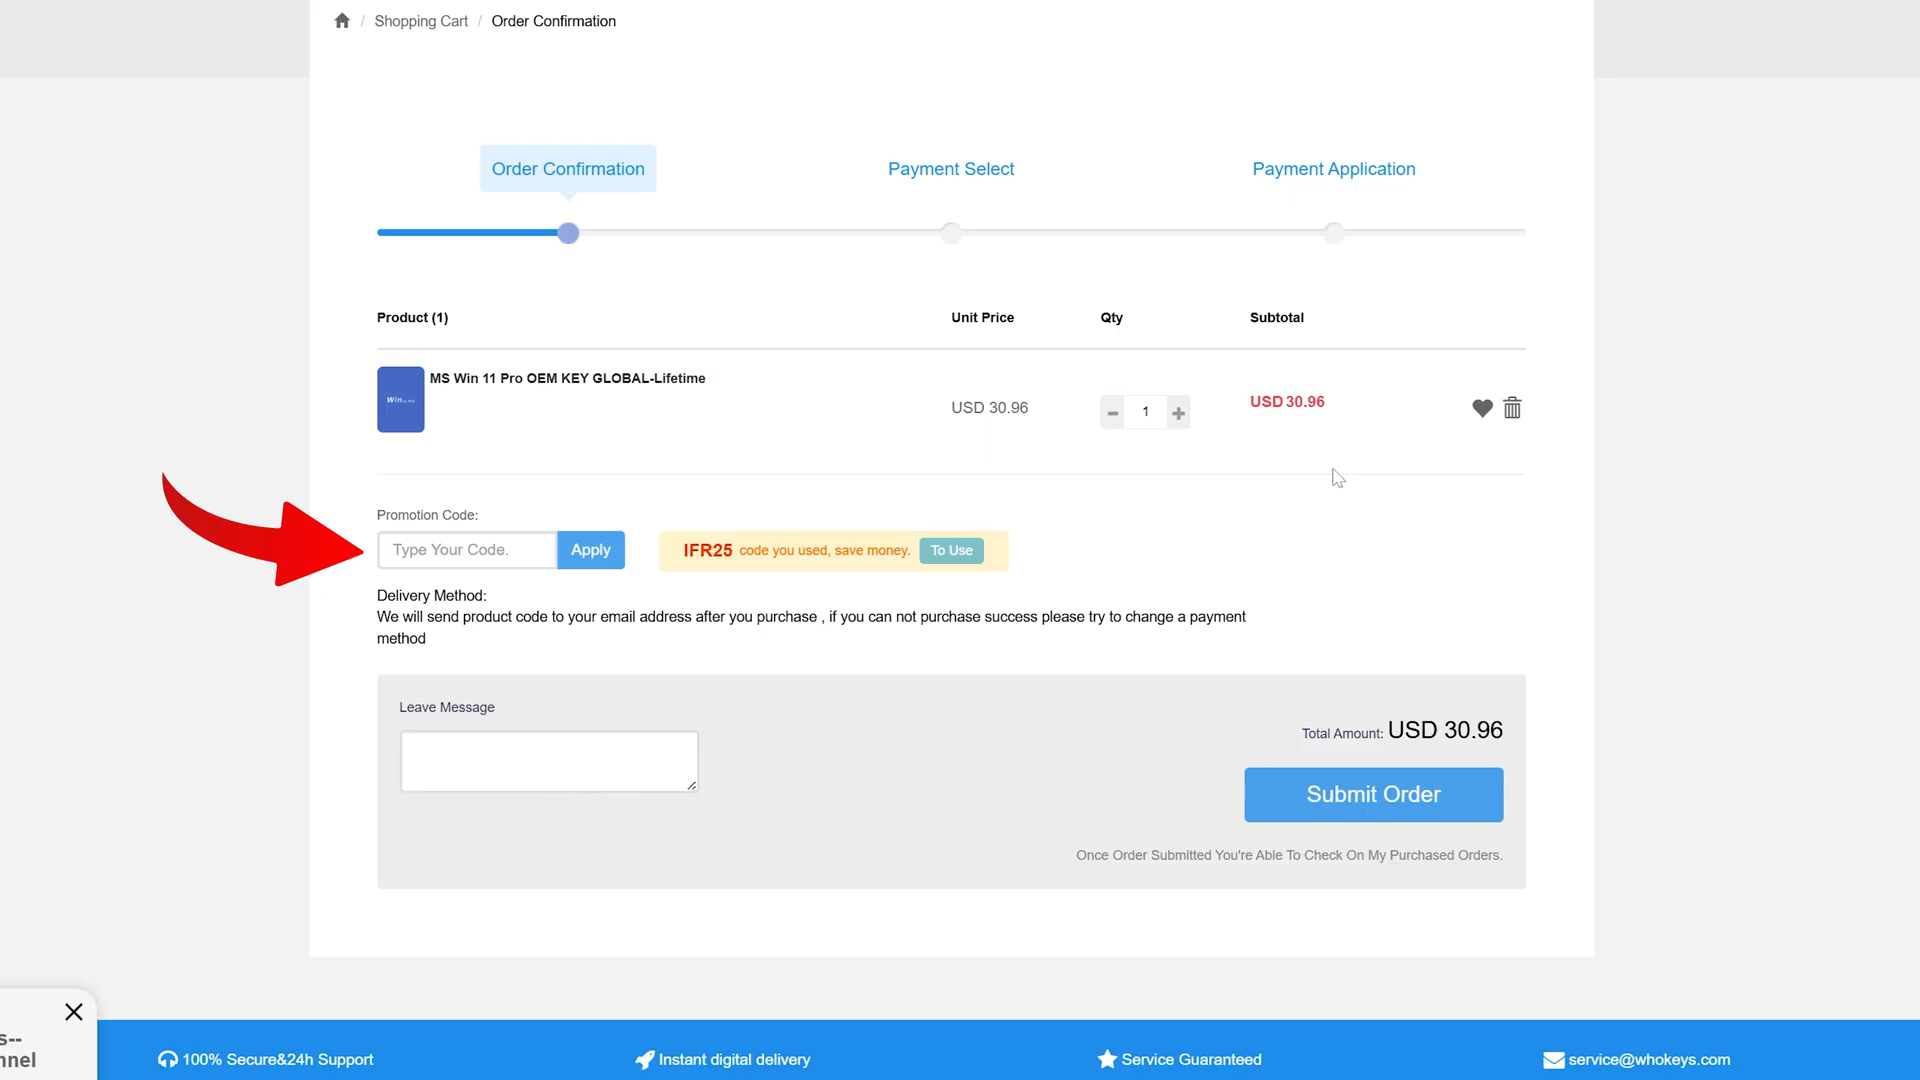 / Shopping Cart / Order Confirmation
Order Confirmation
Payment Select
Payment Application
Product (1)
Unit Price
Qty
Subtotal
Win 11 Pro
MS Win 11 Pro OEM KEY GLOBAL-Lifetime
USD 30.96
1
USD 30.96
Promotion Code:
Type Your Code.
Apply
IFR25 code you used, save money.
To Use
Delivery Method:
We will send product code to your email address after you purchase , if you can not purchase success please try to change a payment
method
Leave Message
Total Amount: USD 30.96
Submit Order
Once Order Submitted You're Able To Check On My Purchased Orders.
s--
nnel
100% Secure&24h Support
Instant digital delivery
Service Guaranteed
service@whokeys.com